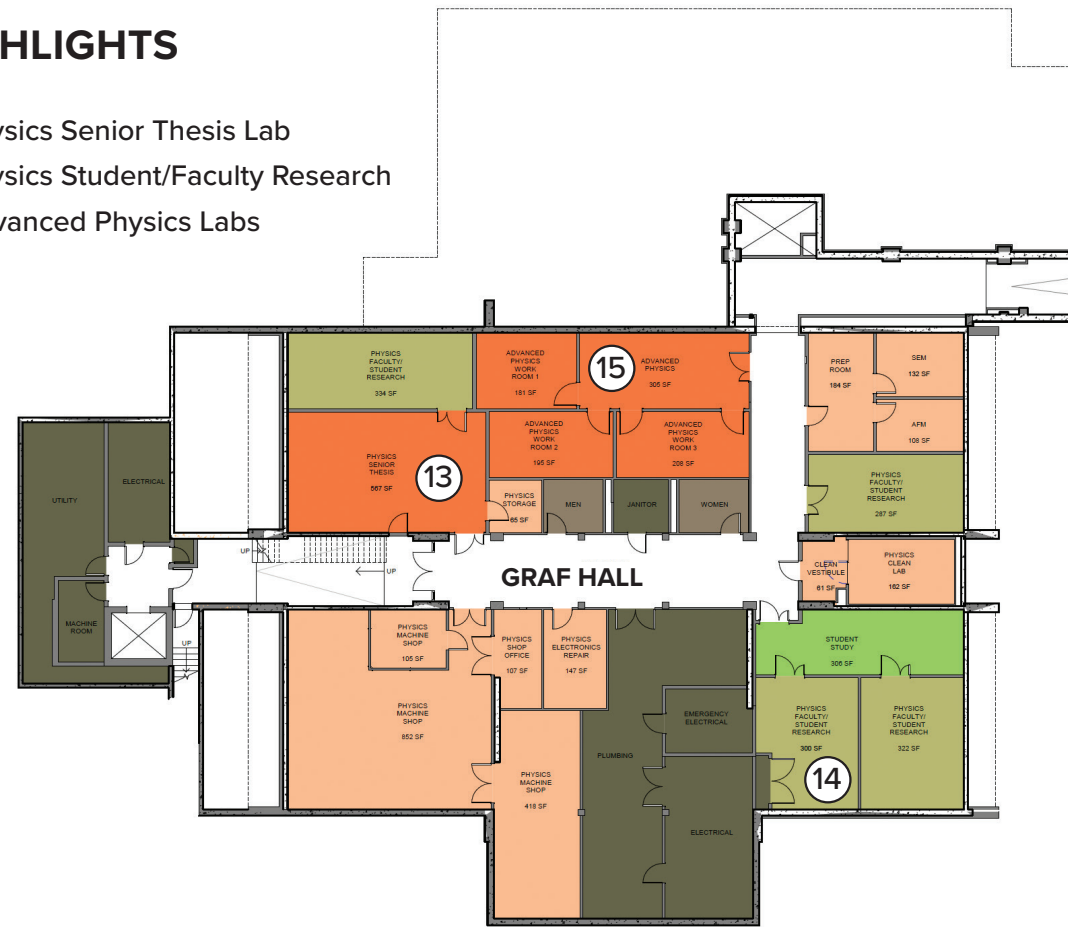 HLIGHTS
ysics Senior Thesis Lab
ysics Student/Faculty Research
vanced Physics Labs
PHYSICS
FACULTY/
STUDENT
RESEARCH
334 SF
ADVANCED
PHYSICS
WORK
ROOM 1
181 SF
15
ADVANCED
PHYSICS
305 SF
PREP
ROOM
184 SF
SEM
132 SF
AFM
108 SF
PHYSICS
SENIOR
THESIS
567 SF
13
ADVANCED
PHYSICS
WORK
ROOM 2
195 SF
ADVANCED
PHYSICS
WORK
ROOM 3
208 SF
PHYSICS
FACULTY/
STUDENT
RESEARCH
287 SF
UTILITY
ELECTRICAL
PHYSICS
STORAGE
65 SF
MEN
JANITOR
WOMEN
UP
UP
GRAF HALL
CLEAN
VESTIBULE
61 SF
PHYSICS
CLEAN
LAB
162 SF
MACHINE
ROOM
UP
PHYSICS
MACHINE
SHOP
105 SF
PHYSICS
SHOP
OFFICE
107 SF
PHYSICS
ELECTRONICS
REPAIR
147 SF
STUDENT
STUDY
306 SF
PHYSICS
MACHINE
SHOP
852 SF
EMERGENCY
ELECTRICAL
PHYSICS
FACULTY/
STUDENT
RESEARCH
300 SF
14
PHYSICS
FACULTY/
STUDENT
RESEARCH
322 SF
PLUMBING
PHYSICS
MACHINE
SHOP
418 SF
ELECTRICAL